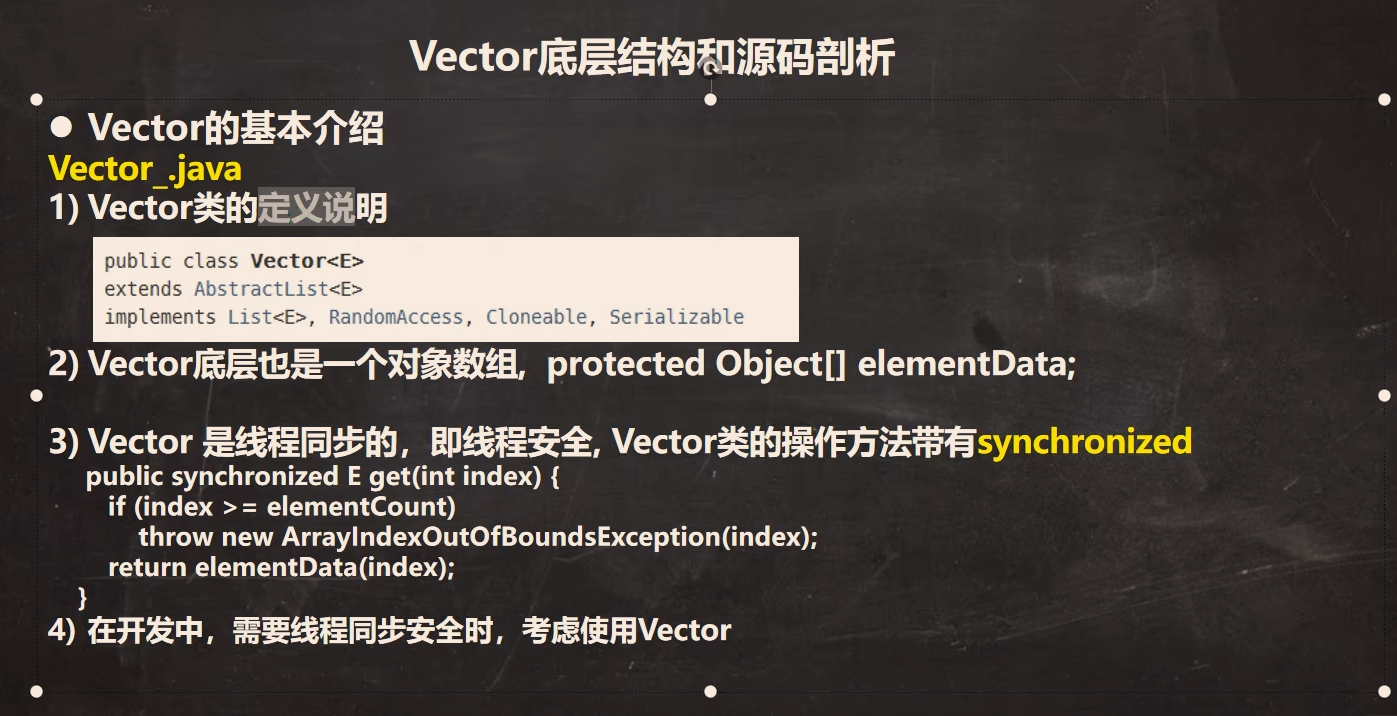 Vector底层结构和源码剖析
● Vector的基本介绍
Vector_.java
1) Vector类的定义说明
public class Vector<E>
extends AbstractList<E>
implements List<E>, RandomAccess, Cloneable, Serializable
2) Vector底层也是一个对象数组, protected Object[] elementData;
3) Vector 是线程同步的，即线程安全, Vector类的操作方法带有synchronized
public synchronized E get(int index) {
if (index >= elementCount)
throw new ArrayIndexOutOfBoundsException(index);
return elementData(index);
}
4) 在开发中，需要线程同步安全时，考虑使用Vector